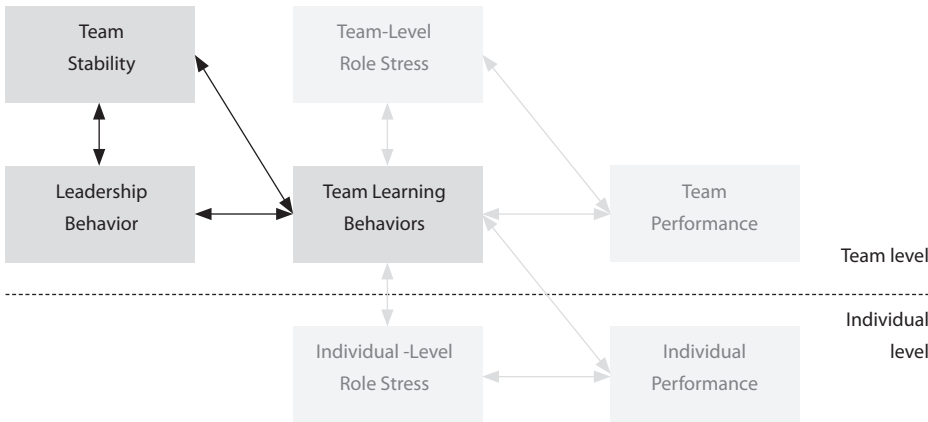 Team
Stability
Team-Level
Role Stress
Leadership
Behavior
Team Learning
Behaviors
Team
Performance
Team level
Individual
level
Individual -Level
Role Stress
Individual
Performance